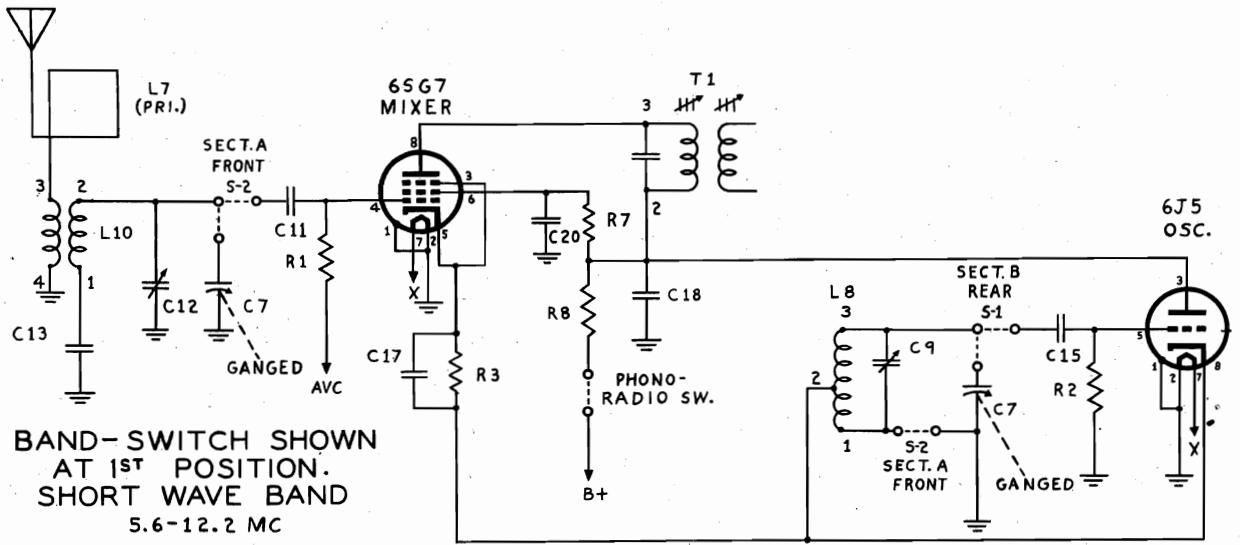 L7
(PRI.)
6SG7
MIXER
T1
3
8
SECT.A
FRONT
S-2
3
2
3
6
4
L10
C11
R1
1
7
2
5
C20
R7
2
6J5
OSC.
4
1
C12
C7
X
R8
C18
SECT.B
REAR
S-1
3
L8
3
C13
GANGED
AVC
C17
R3
PHONO-
RADIO SW.
2
C9
C15
5
R2
1
2
7
8
C7
1
S-2
SECT.A
FRONT
GANGED
X
B+
BAND-SWITCH SHOWN
AT 1ST POSITION.
SHORT WAVE BAND
5.6-12.2 MC